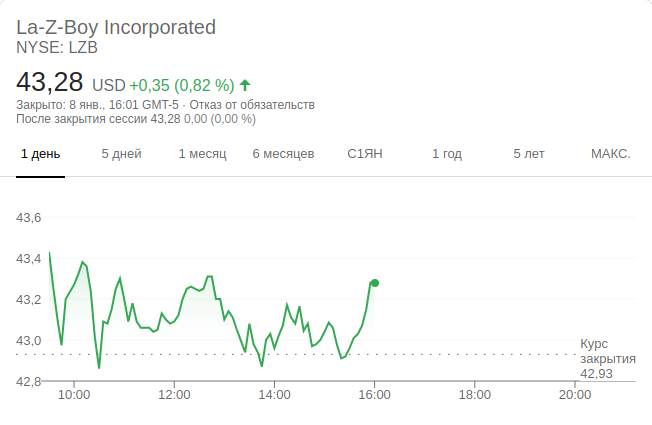 La-Z-Boy Incorporated
NYSE: LZB
43,28 USD +0,35 (0,82 %)
Закрыто: 8 янв., 16:01 GMT-5 · Отказ от обязательств
После закрытия сессии 43,28 0,00 (0,00 %)
1 день 5 дней 1 месяц 6 месяцев С1ЯН 1 год 5 лет МАКС.
43,6
43,4
43,2
43,0
42,8
Курс
закрытия
42,93
10:00 12:00 14:00 16:00 18:00 20:00